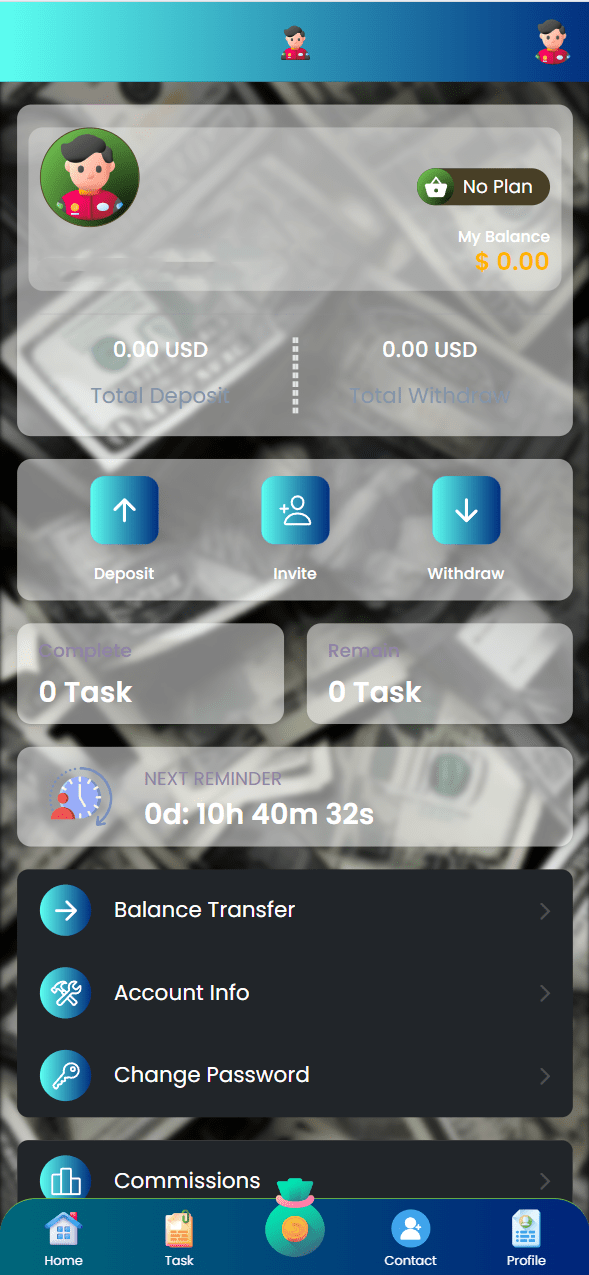 No Plan
My Balance
$ 0.00
0.00 USD
0.00 USD
Total Deposit
Total Withdraw
Deposit
Invite
Withdraw
Complete
Remain
0 Task
0 Task
NEXT REMINDER
0d: 10h 40m 32s
Balance Transfer
Account Info
Change Password
Commissions
Home
Task
Contact
Profile